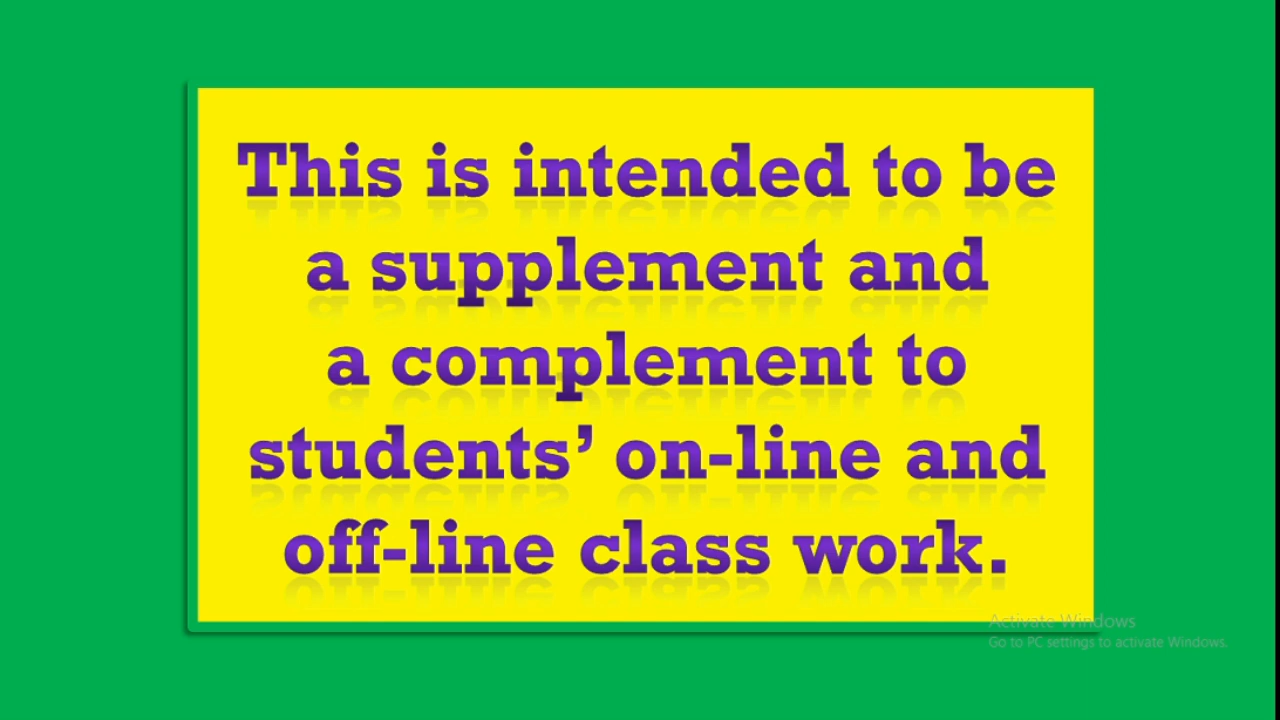 This is intended to be
a supplement and
a complement to
students’ on-line and
off-line class work.
Activate Windows
Go to PC settings to activate Windows.